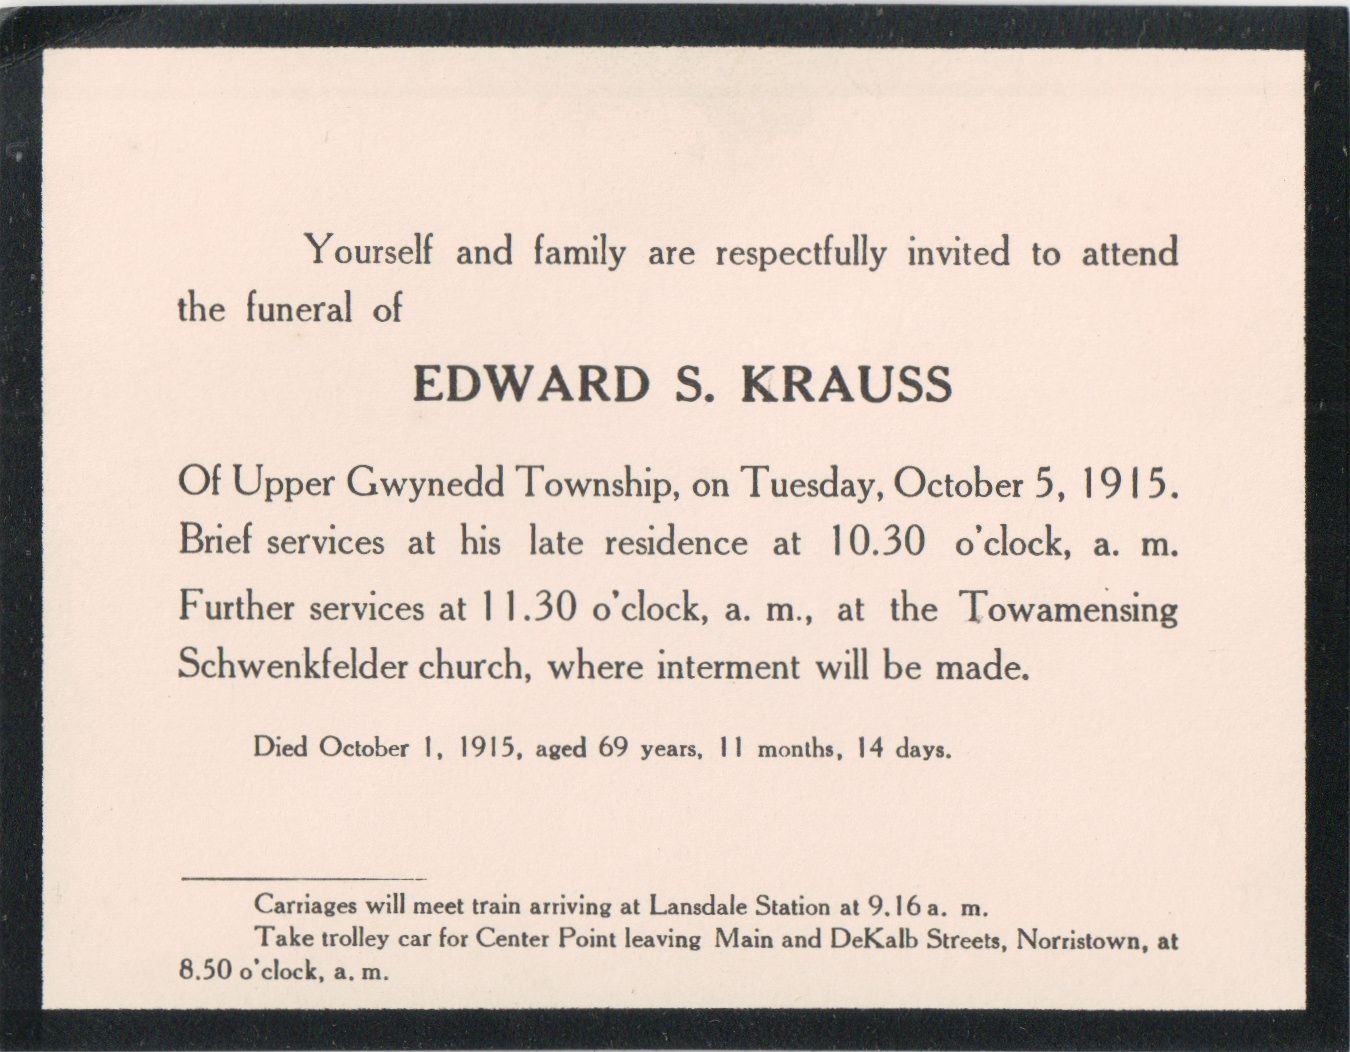 Yourself and family are respectfully invited to attend
the funeral of
EDWARD S. KRAUSS
Of Upper Gwynedd Township, on Tuesday, October 5, 1915.
Brief services at his late residence at 10.30 o'clock, a. m.
Further services at 11.30 o'clock, a. m., at the Towamensing
Schwenkfelder church, where interment will be made.
Died October 1, 1915, aged 69 years, 11 months, 14 days.
Carriages will meet train arriving at Lansdale Station at 9.16 a. m.
Take trolley car for Center Point leaving Main and DeKalb Streets, Norristown, at
8.50 o'clock, a. m.